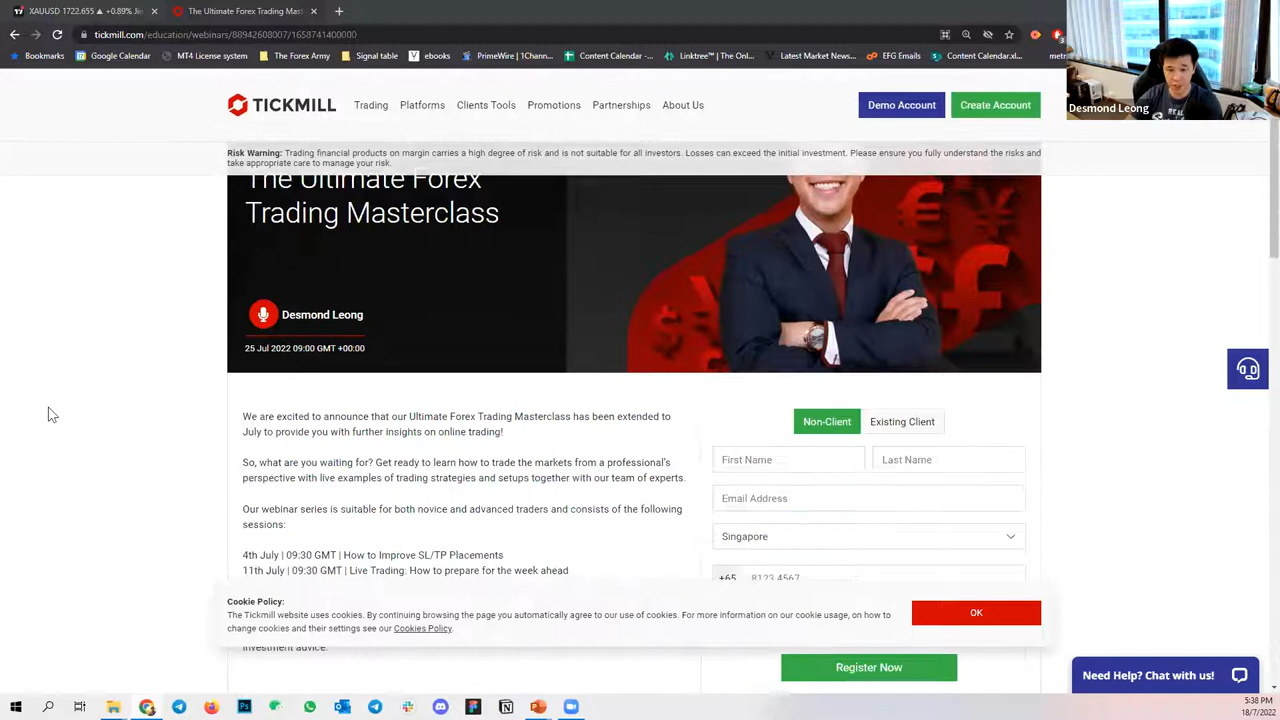 XAUUSD 1722.655 ▲ +0.89%
The Ultimate Forex Trading Mast
tickmill.com/education/webinars/88942608007/1658741400000
Bookmarks
Google Calendar
MT4 License system
The Forex Army
Signal table
ebooks
PrimeWire | 1Chann...
Content Calendar -...
Linktree™ | The Onl...
Latest Market News...
EFG Emails
Content Calendar.xl...
TICKMILL
Trading
Platforms
Clients Tools
Promotions
Partnerships
About Us
Demo Account
Create Account
Desmond Leong
Risk Warning: Trading financial products on margin carries a high degree of risk and is not suitable for all investors. Losses can exceed the initial investment. Please ensure you fully understand the risks and
take appropriate care to manage your risk.
The Ultimate Forex
Trading Masterclass
Desmond Leong
25 Jul 2022 09:00 GMT +00:00
We are excited to announce that our Ultimate Forex Trading Masterclass has been extended to
July to provide you with further insights on online trading!
So, what are you waiting for? Get ready to learn how to trade the markets from a professional's
perspective with live examples of trading strategies and setups together with our team of experts.
Our webinar series is suitable for both novice and advanced traders and consists of the following
sessions:
4th July | 09:30 GMT | How to Improve SL/TP Placements
11th July | 09:30 GMT | Live Trading: How to prepare for the week ahead
Non-Client
Existing Client
First Name
Last Name
Email Address
Singapore
+65
8123 4567
Cookie Policy:
The Tickmill website uses cookies. By continuing browsing the page you automatically agree to our use of cookies. For more information on our cookie usage, on how to
change cookies and their settings see our Cookies Policy.
OK
investment advice.
Register Now
Need Help? Chat with us!
5:38 PM
18/7/2022